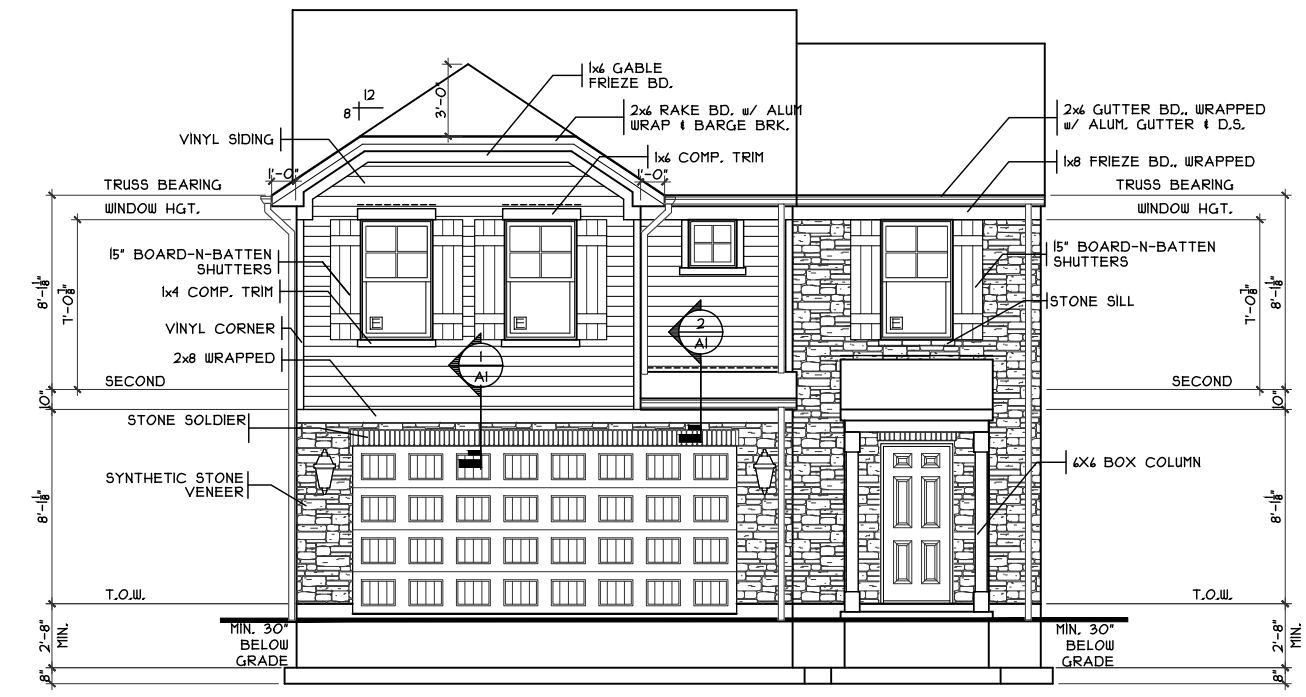 1x6 GABLE
FRIEZE BD.
12
8
3'-0"
2x6 RAKE BD. w/ ALUM
WRAP & BARGE BRK.
2x6 GUTTER BD., WRAPPED
w/ ALUM. GUTTER & D.S.
VINYL SIDING
1x6 COMP. TRIM
1x8 FRIEZE BD., WRAPPED
1'-0"
1'-0"
TRUSS BEARING
TRUSS BEARING
WINDOW HGT.
WINDOW HGT.
15" BOARD-N-BATTEN
SHUTTERS
15" BOARD-N-BATTEN
SHUTTERS
8'-1 1/8"
7'-0 7/8"
7'-0 7/8"
8'-1 1/8"
1x4 COMP. TRIM
STONE SILL
E
E
E
VINYL CORNER
2
A1
2x8 WRAPPED
1
A1
SECOND
SECOND
10"
10"
STONE SOLDIER
6X6 BOX COLUMN
SYNTHETIC STONE
VENEER
8'-1 1/8"
8'-1 1/8"
T.O.W.
T.O.W.
2'-8"
MIN.
MIN. 30"
BELOW
GRADE
MIN. 30"
BELOW
GRADE
2'-8"
MIN.
8"
8"